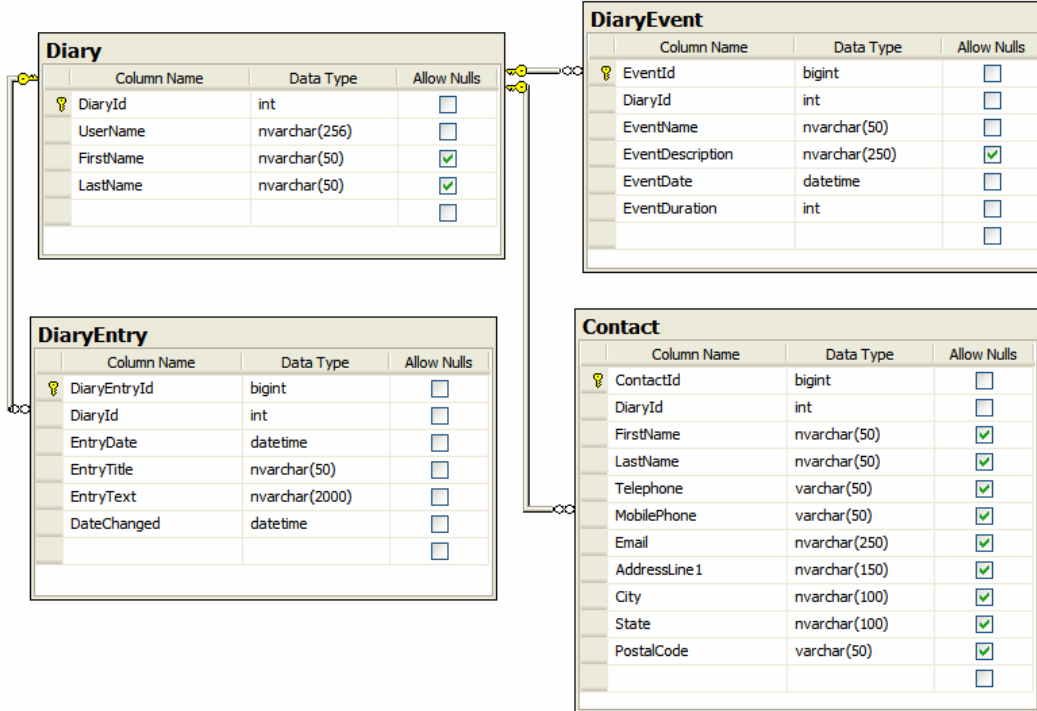 Diary
Column Name Data Type Allow Nulls
DiaryId int
UserName nvarchar(256)
FirstName nvarchar(50)
LastName nvarchar(50)
DiaryEvent
Column Name Data Type Allow Nulls
EventId bigint
DiaryId int
EventName nvarchar(50)
EventDescription nvarchar(250)
EventDate datetime
EventDuration int
DiaryEntry
Column Name Data Type Allow Nulls
DiaryEntryId bigint
DiaryId int
EntryDate datetime
EntryTitle nvarchar(50)
EntryText nvarchar(2000)
DateChanged datetime
Contact
Column Name Data Type Allow Nulls
ContactId bigint
DiaryId int
FirstName nvarchar(50)
LastName nvarchar(50)
Telephone varchar(50)
MobilePhone varchar(50)
Email nvarchar(250)
AddressLine1 nvarchar(150)
City nvarchar(100)
State nvarchar(100)
PostalCode varchar(50)